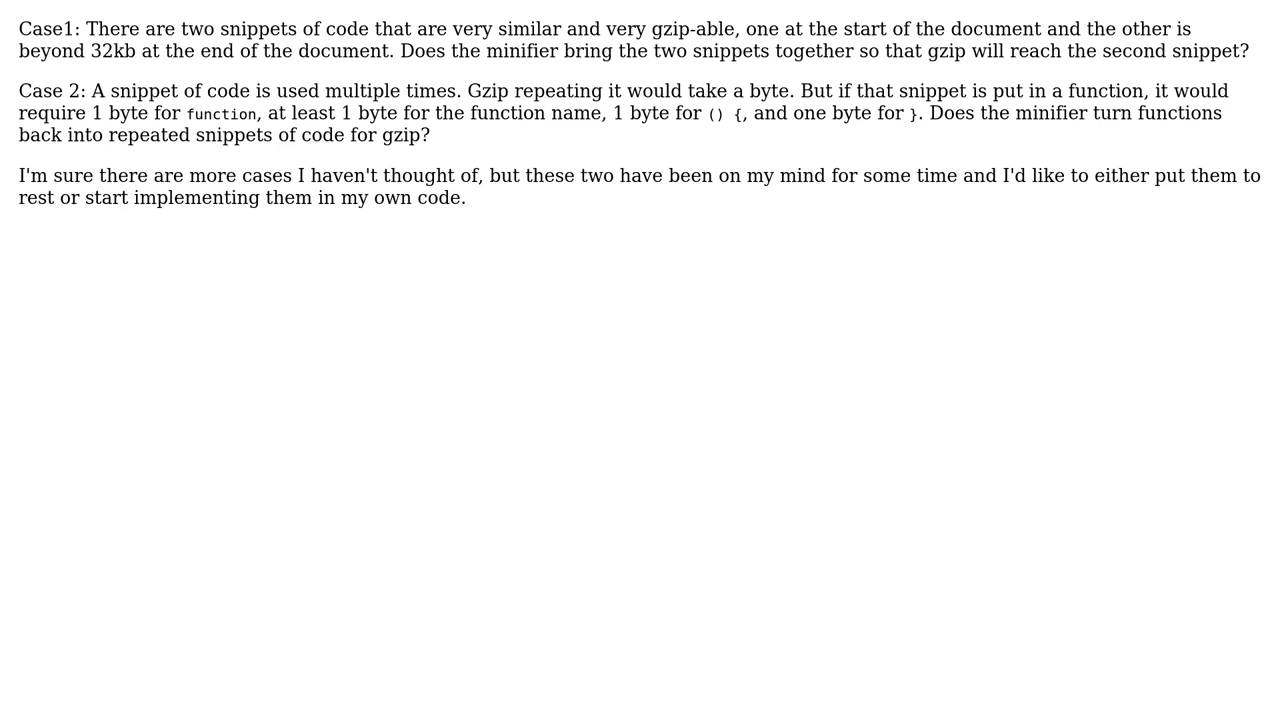 Case1: There are two snippets of code that are very similar and very gzip-able, one at the start of the document and the other is
beyond 32kb at the end of the document. Does the minifier bring the two snippets together so that gzip will reach the second snippet?
Case 2: A snippet of code is used multiple times. Gzip repeating it would take a byte. But if that snippet is put in a function, it would
require 1 byte for function, at least 1 byte for the function name, 1 byte for () {, and one byte for }. Does the minifier turn functions
back into repeated snippets of code for gzip?
I'm sure there are more cases I haven't thought of, but these two have been on my mind for some time and I'd like to either put them to
rest or start implementing them in my own code.